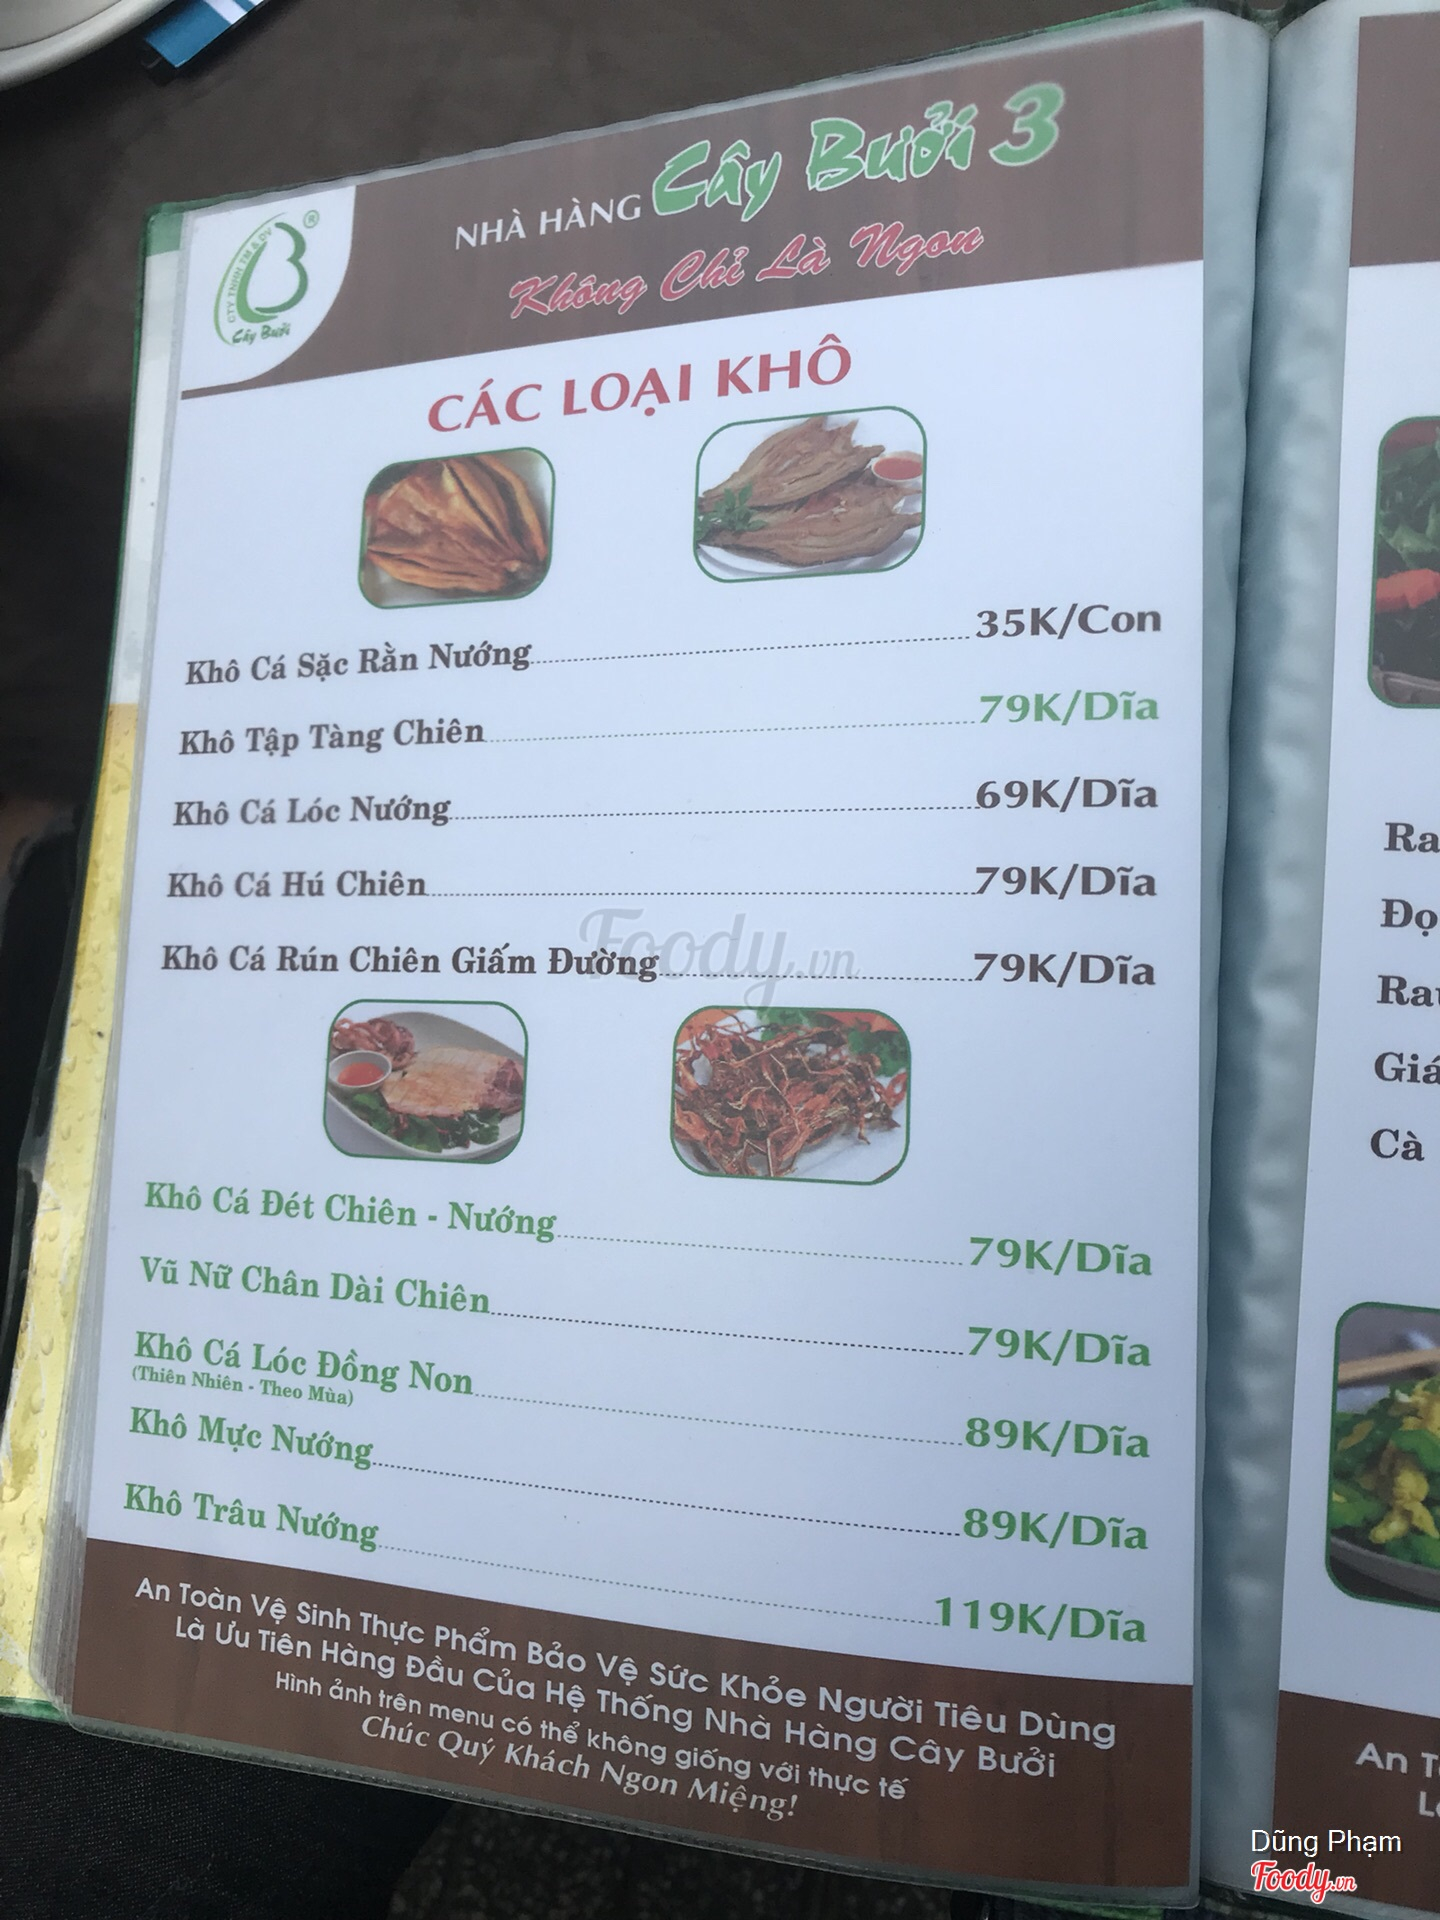 CTY TNHH TM & DV
Cây Bưởi
®
NHÀ HÀNG Cây Bưởi 3
Không Chỉ Là Ngon
CÁC LOẠI KHÔ
Khô Cá Sặc Rằn Nướng 35K/Con
Khô Tập Tàng Chiên 79K/Dĩa
Khô Cá Lóc Nướng 69K/Dĩa
Khô Cá Hú Chiên 79K/Dĩa
Khô Cá Rún Chiên Giấm Đường 79K/Dĩa
Foody.vn
Khô Cá Đét Chiên - Nướng 79K/Dĩa
Vũ Nữ Chân Dài Chiên 79K/Dĩa
Khô Cá Lóc Đồng Non 89K/Dĩa
(Thiên Nhiên - Theo Mùa)
Khô Mực Nướng 89K/Dĩa
Khô Trâu Nướng 119K/Dĩa
An Toàn Vệ Sinh Thực Phẩm Bảo Vệ Sức Khỏe Người Tiêu Dùng
Là Ưu Tiên Hàng Đầu Của Hệ Thống Nhà Hàng Cây Bưởi
Hình ảnh trên menu có thể không giống với thực tế
Chúc Quý Khách Ngon Miệng!
Cà
An
Dũng Phạm
Foody.vn